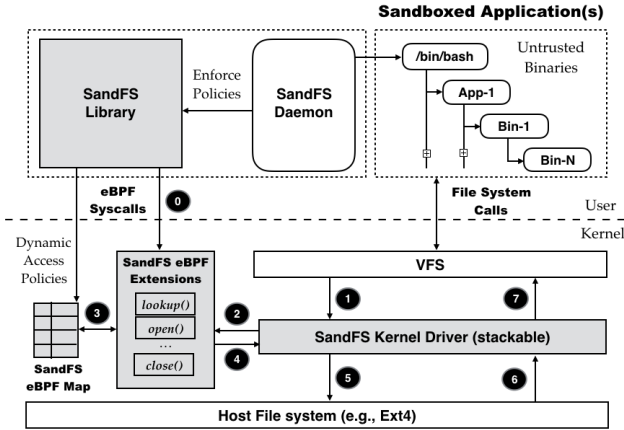 Sandboxed Application(s)
SandFS
Library
Enforce
Policies
SandFS
Daemon
/bin/bash
Untrusted
Binaries
App-1
Bin-1
Bin-N
eBPF
Syscalls
0
File System
Calls
User
Kernel
Dynamic
Access
Policies
SandFS eBPF
Extensions
lookup()
open()
...
close()
VFS
1
7
3
2
4
SandFS Kernel Driver (stackable)
SandFS
eBPF Map
5
6
Host File system (e.g., Ext4)